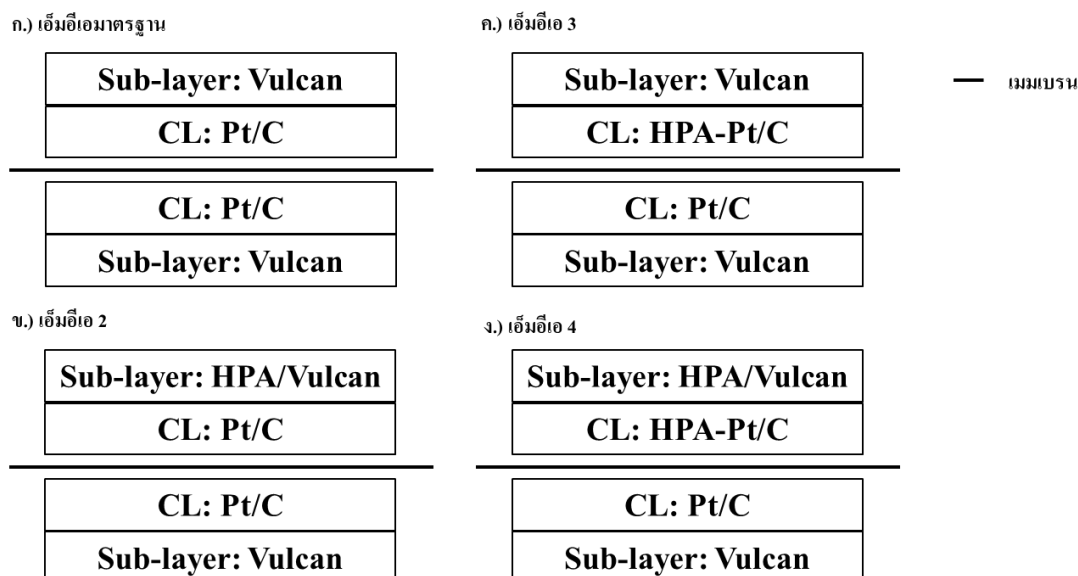 ก.) เอ็มอีเอมาตรฐาน
Sub-layer: Vulcan
CL: Pt/C
CL: Pt/C
Sub-layer: Vulcan
ข.) เอ็มอีเอ 2
Sub-layer: HPA/Vulcan
CL: Pt/C
CL: Pt/C
Sub-layer: Vulcan
ค.) เอ็มอีเอ 3
Sub-layer: Vulcan
CL: HPA-Pt/C
CL: Pt/C
Sub-layer: Vulcan
ง.) เอ็มอีเอ 4
Sub-layer: HPA/Vulcan
CL: HPA-Pt/C
CL: Pt/C
Sub-layer: Vulcan
เมมเบรน